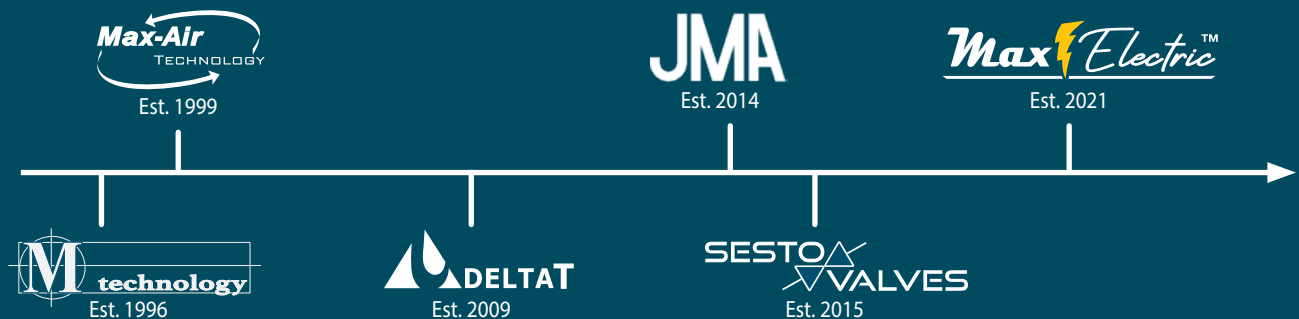 Max-Air
TECHNOLOGY
Est. 1999
JMA
Est. 2014
Max Electric™
Est. 2021
M technology
Est. 1996
DELTAT
Est. 2009
SESTO
VALVES
Est. 2015